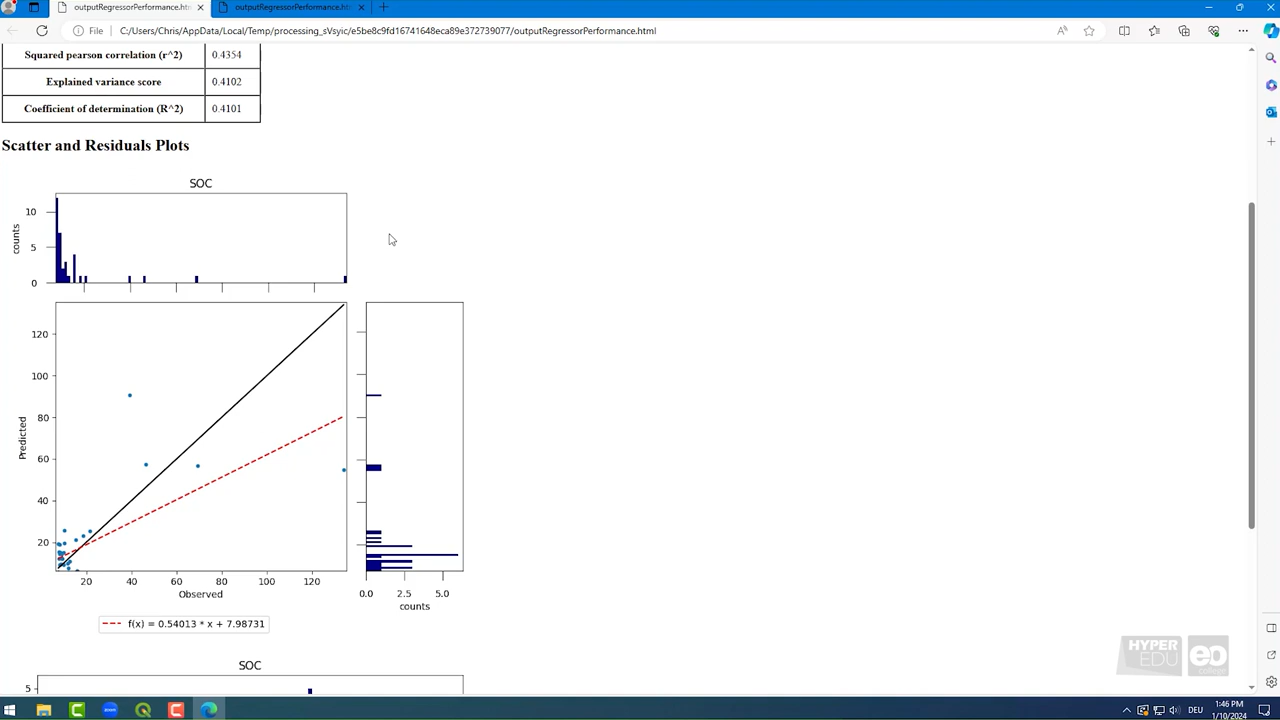 outputRegressorPerformance.htm
outputRegressorPerformance.htm
File
C:/Users/Chris/AppData/Local/Temp/processing_sVsyic/e5be8c9fd16741648eca89e372739077/outputRegressorPerformance.html
Squared pearson correlation (r^2) 0.4354
Explained variance score 0.4102
Coefficient of determination (R^2) 0.4101
Scatter and Residuals Plots
SOC
counts
10
5
0
Predicted
120
100
80
60
40
20
20 40 60 80 100 120
Observed
0.0 2.5 5.0
counts
f(x) = 0.54013 * x + 7.98731
SOC
5
HYPER
EDU
eo
college
DEU
1:46 PM
1/10/2024